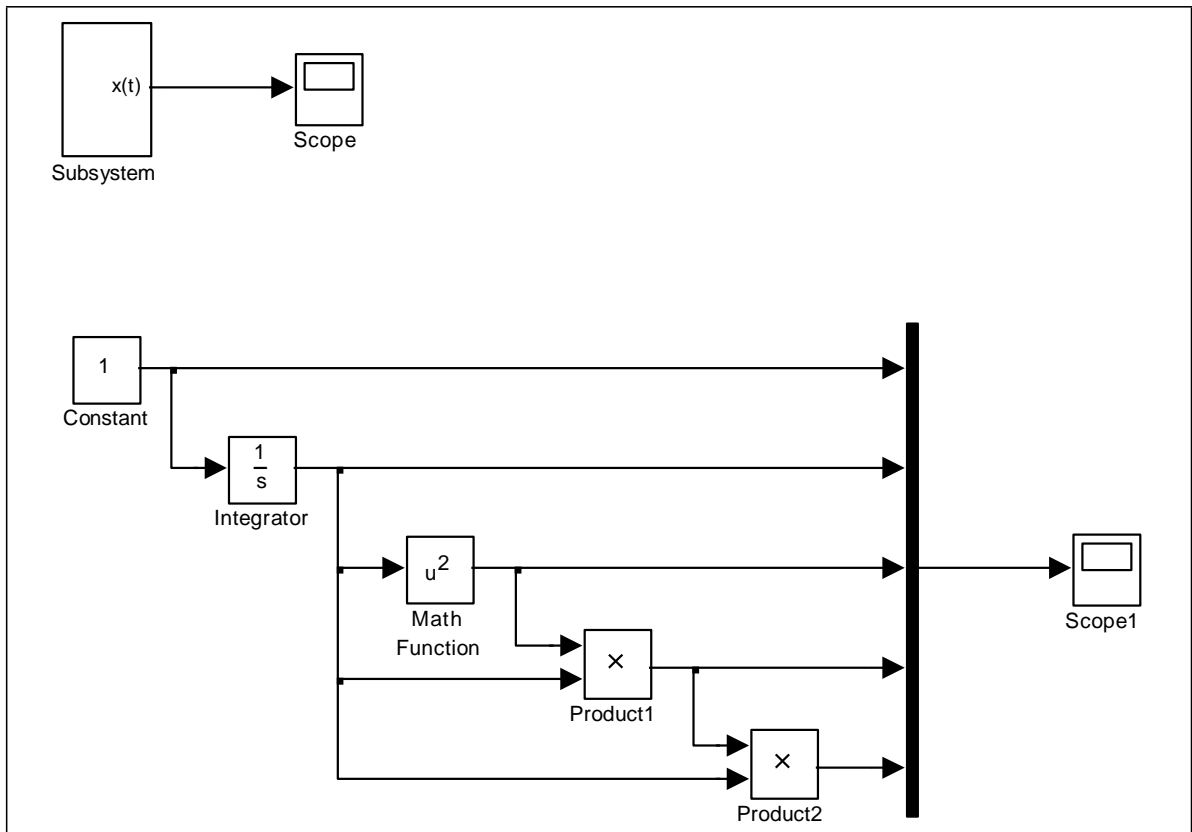 x(t)
Scope
Subsystem
1
Constant
1
s
Integrator
u2
Math
Function
Scope1
×
Product1
×
Product2